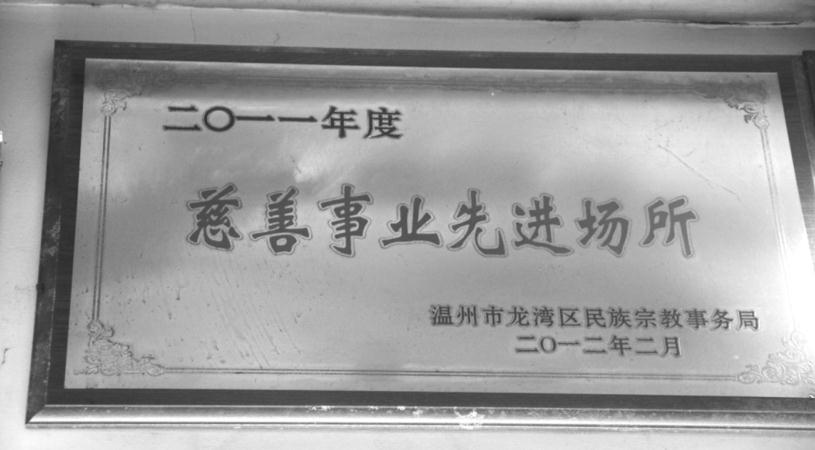 二〇一一年度
慈善事业先进场所
温州市龙湾区民族宗教事务局
二〇一二年二月